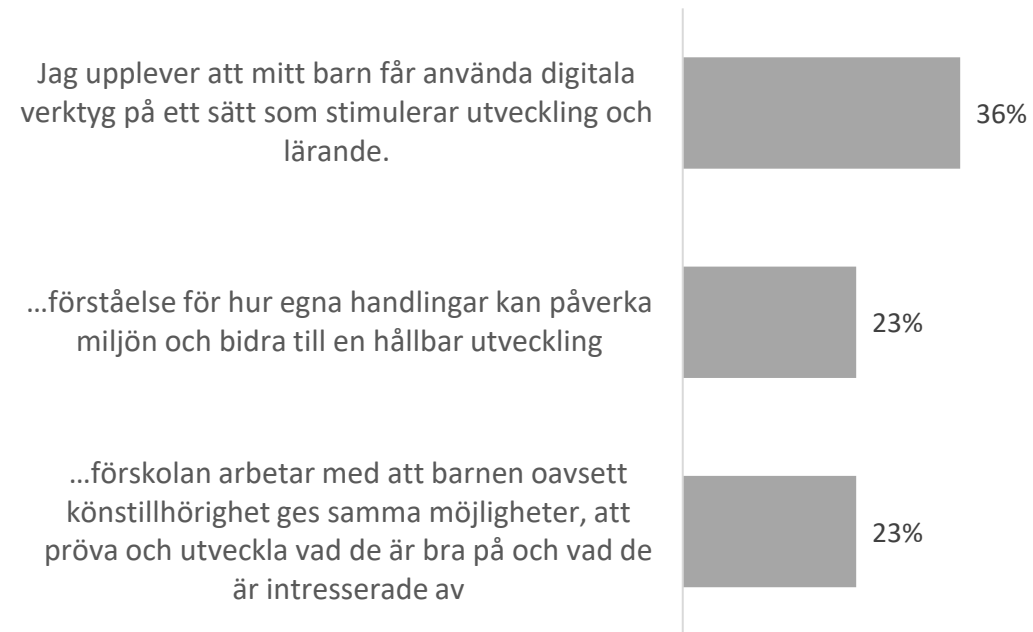 Jag upplever att mitt barn får använda digitala
verktyg på ett sätt som stimulerar utveckling och
lärande.
36%
...förståelse för hur egna handlingar kan påverka
miljön och bidra till en hållbar utveckling
23%
...förskolan arbetar med att barnen oavsett
könstillhörighet ges samma möjligheter, att
pröva och utveckla vad de är bra på och vad de
är intresserade av
23%